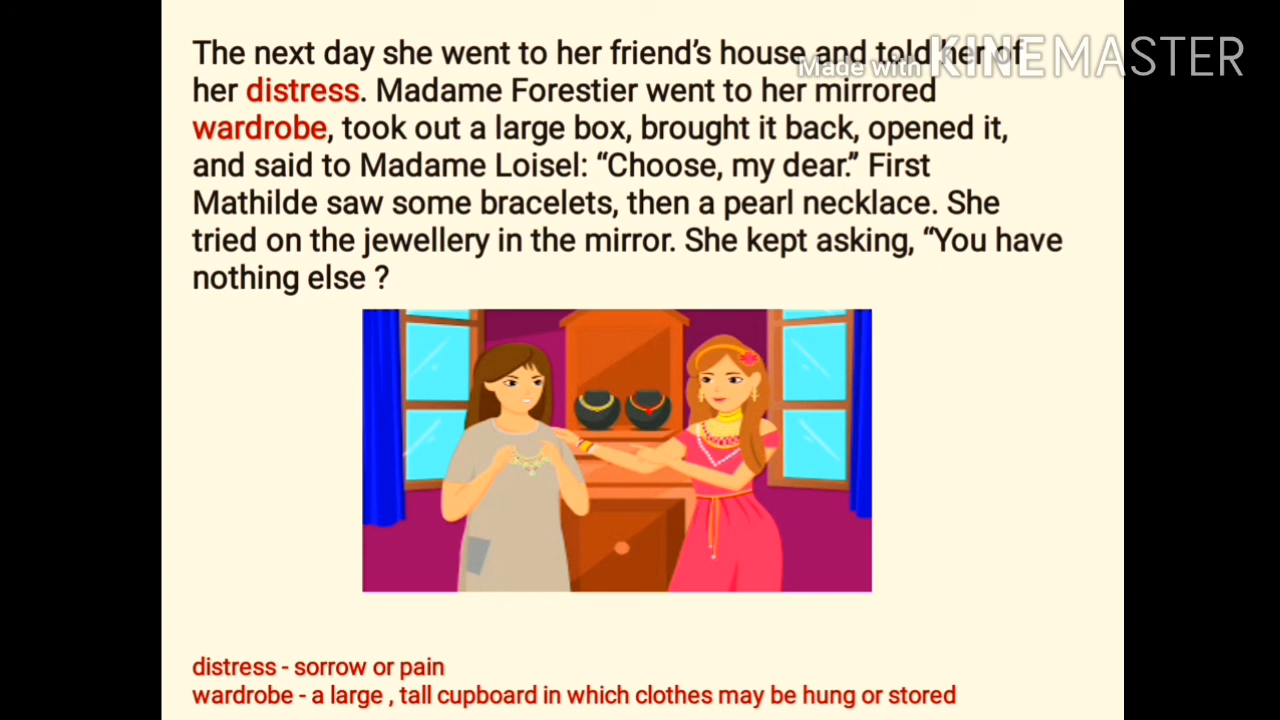 The next day she went to her friend's house and told her of
Made with KINEMASTER
her distress. Madame Forestier went to her mirrored
wardrobe, took out a large box, brought it back, opened it,
and said to Madame Loisel: “Choose, my dear.” First
Mathilde saw some bracelets, then a pearl necklace. She
tried on the jewellery in the mirror. She kept asking, “You have
nothing else ?
distress - sorrow or pain
wardrobe - a large , tall cupboard in which clothes may be hung or stored